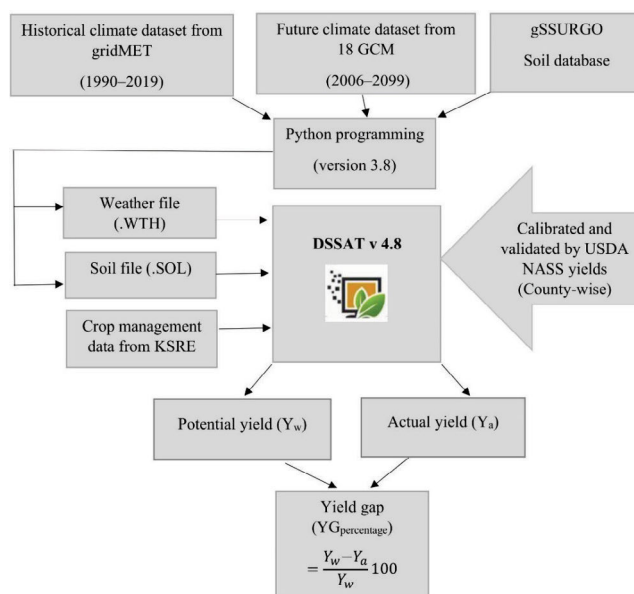 Historical climate dataset from
gridMET
(1990–2019)
Future climate dataset from
18 GCM
(2006–2099)
gSSURGO
Soil database
Python programming
(version 3.8)
Weather file
(.WTH)
Soil file (.SOL)
Crop management
data from KSRE
DSSAT v 4.8
Calibrated and
validated by USDA
NASS yields
(County-wise)
Potential yield (Yw)
Actual yield (Ya)
Yield gap
(YGpercentage)
= (Yw−Ya)/Yw 100